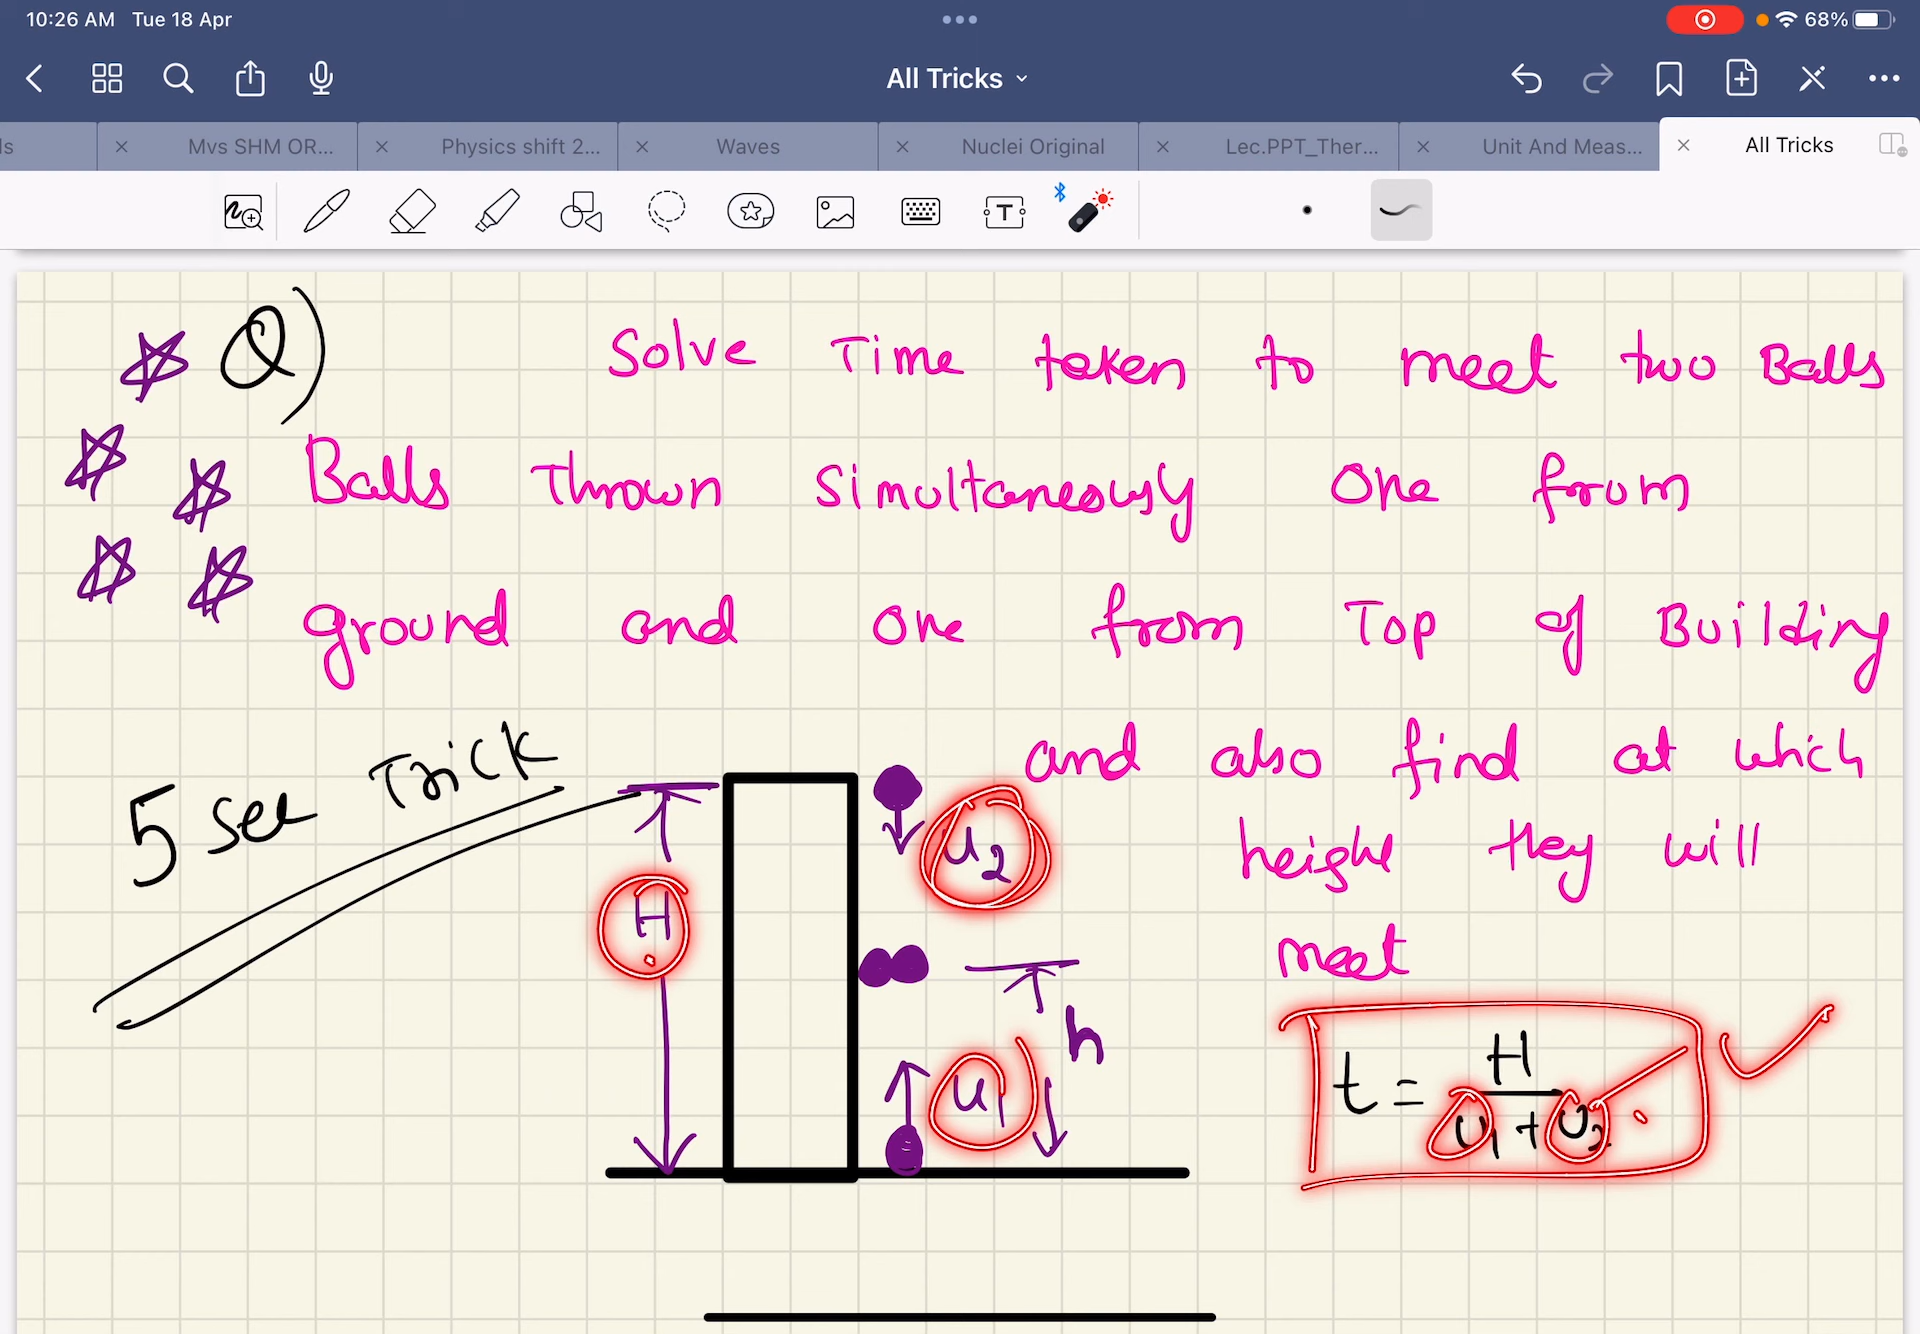 10:26 AM Tue 18 Apr
68%
All Tricks
ls
Mvs SHM OR...
Physics shift 2...
Waves
Nuclei Original
Lec.PPT_Ther...
Unit And Meas...
All Tricks
T
Q) Solve Time taken to meet two Balls
Balls Thrown Simultaneously one from
ground and one from Top of Building
and also find at which
height they will
meet
5 sec Trick
H
u2
h
u1
t = H
u1 + u2